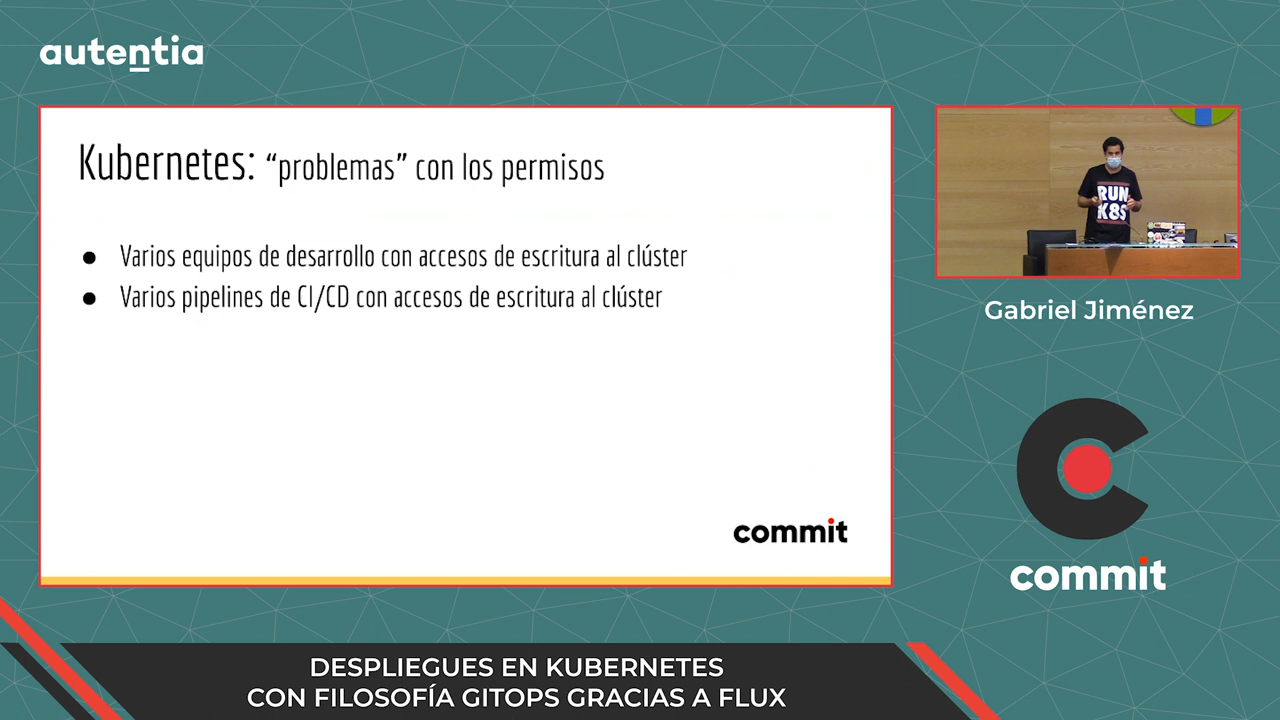 autentia
Kubernetes: “problemas” con los permisos
● Varios equipos de desarrollo con accesos de escritura al clúster
● Varios pipelines de CI/CD con accesos de escritura al clúster
commit
RUN
K8S
Gabriel Jiménez
commit
DESPLIEGUES EN KUBERNETES
CON FILOSOFÍA GITOPS GRACIAS A FLUX